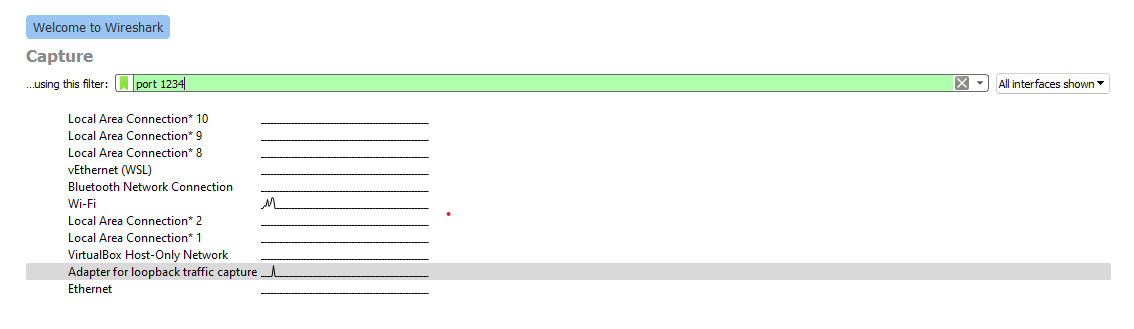 Welcome to Wireshark
Capture
...using this filter: port 1234 All interfaces shown
Local Area Connection* 10
Local Area Connection* 9
Local Area Connection* 8
vEthernet (WSL)
Bluetooth Network Connection
Wi-Fi
Local Area Connection* 2
Local Area Connection* 1
VirtualBox Host-Only Network
Adapter for loopback traffic capture
Ethernet